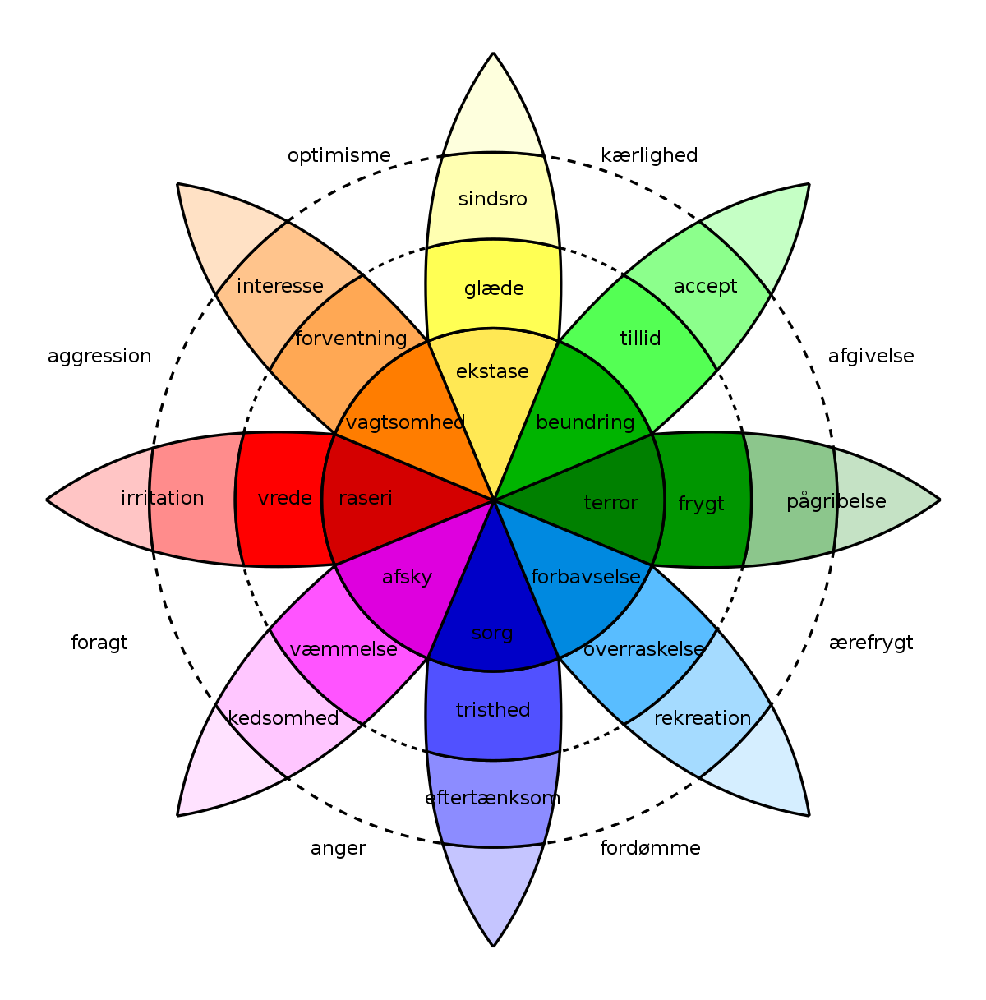 optimisme
kærlighed
sindsro
interesse
glæde
accept
forventning
tillid
aggression
afgivelse
ekstase
vagtsomhed
beundring
irritation
vrede
raseri
terror
frygt
pågribelse
afsky
forbavselse
sorg
foragt
væmmelse
overraskelse
ærefrygt
tristhed
kedsomhed
rekreation
eftertænksom
anger
fordømme